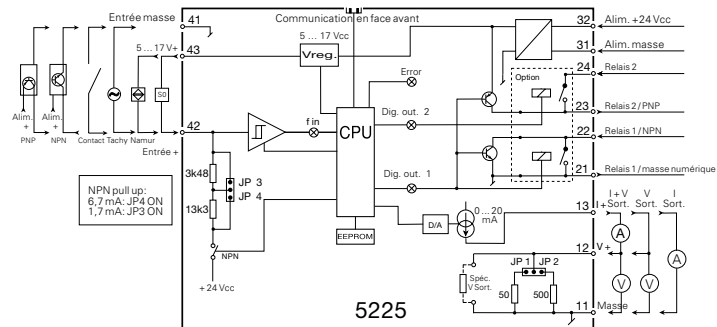 Entrée masse
41
Communication en face avant
32
Alim. +24 Vcc
5 ... 17 V+
43
5 ... 17 Vcc
31
Alim. masse
Vreg.
24
Relais 2
Error
Option
S0
Alim.
+
Alim.
+
Dig. out. 2
23
Relais 2 / PNP
PNP
NPN
Contact
Tachy
Namur
42
f in
CPU
22
Relais 1 / NPN
Entrée +
3k48
JP 3
Dig. out. 1
21
Relais 1 / masse numérique
NPN pull up:
6,7 mA: JP4 ON
1,7 mA: JP3 ON
JP 4
13k3
D/A
0 ... 20
mA
13
I +
I + V
Sort.
V
Sort.
I
Sort.
A
EEPROM
NPN
12
V +
A
+ 24 Vcc
Spéc.
V Sort.
JP 1
JP 2
V
V
50
500
5225
11
Masse